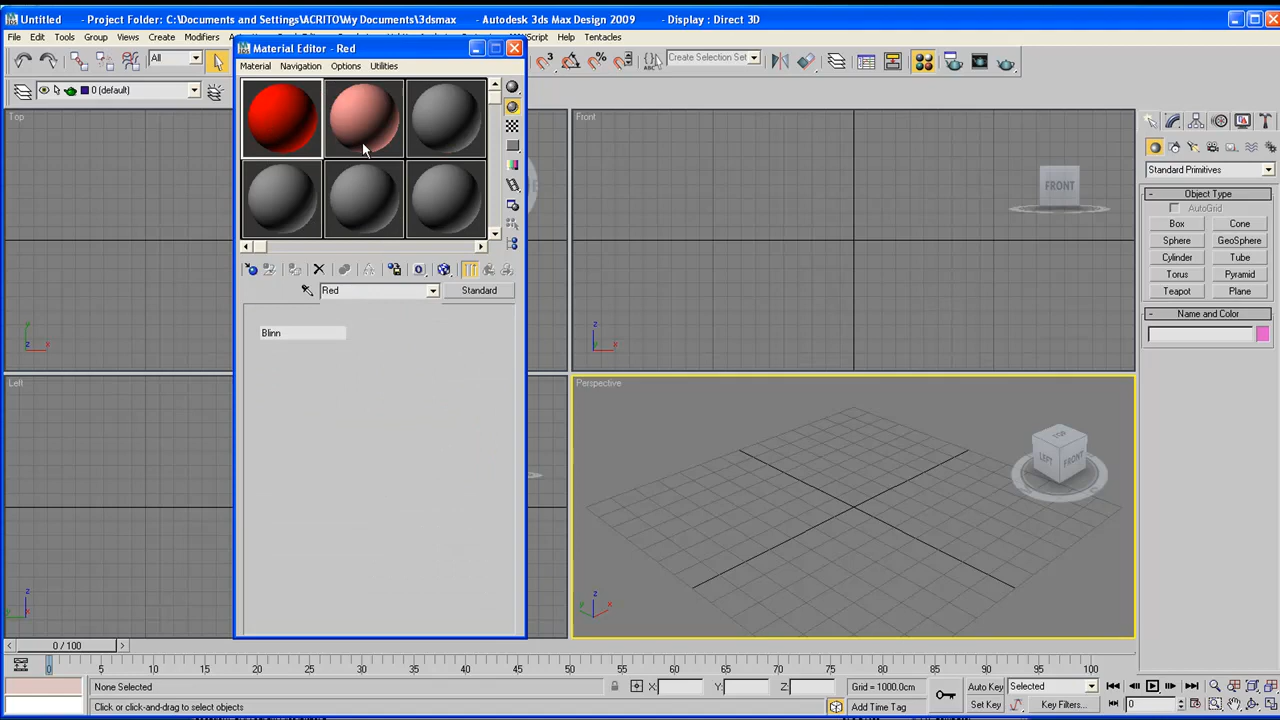 Untitled - Project Folder: C:\Documents and Settings\ACRITO\My Documents\3dsmax - Autodesk 3ds Max Design 2009 - Display : Direct 3D
File Edit Tools Group Views Create Modifiers MAXScript Help Tentacles
Material Editor - Red
All
Create Selection Set
Material Navigation Options Utilities
0 (default)
Top
Front
FRONT
Standard Primitives
Object Type
AutoGrid
Box Cone
Sphere GeoSphere
Cylinder Tube
Torus Pyramid
Teapot Plane
Red
Standard
Name and Color
Blinn
z
x
y
z x
Left
Perspective
TOP
LEFT FRONT
z
y
x
z
y x
0 / 100
0 5 10 15 20 25 30 35 40 45 50 55 60 65 70 75 80 85 90 95 100
None Selected
X: Y: Z:
Grid = 1000.0cm
Auto Key
Selected
Click or click-and-drag to select objects
Add Time Tag
Set Key
Key Filters...
0